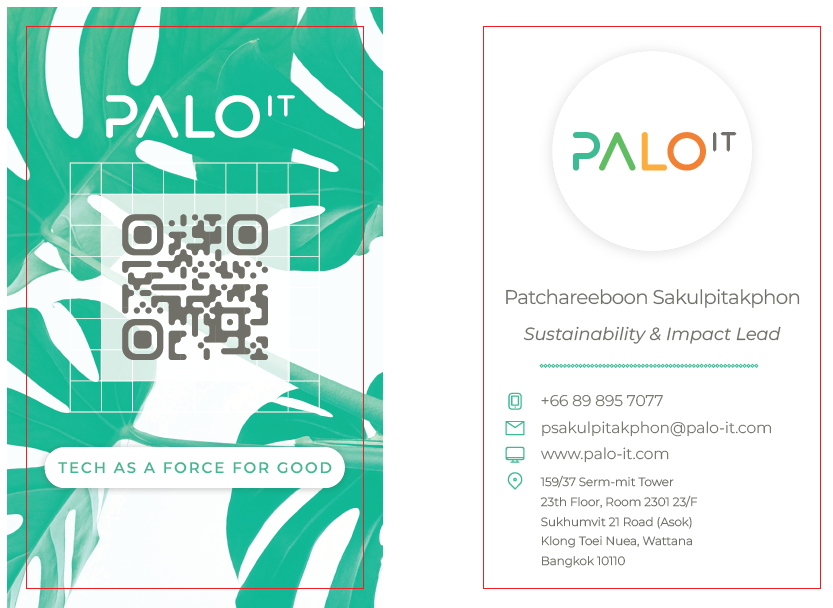 PALO IT
TECH AS A FORCE FOR GOOD
PALO IT
Patchareeboon Sakulpitakphon
Sustainability & Impact Lead
+66 89 895 7077
psakulpitakphon@palo-it.com
www.palo-it.com
159/37 Serm-mit Tower
23th Floor, Room 2301 23/F
Sukhumvit 21 Road (Asok)
Klong Toei Nuea, Wattana
Bangkok 10110